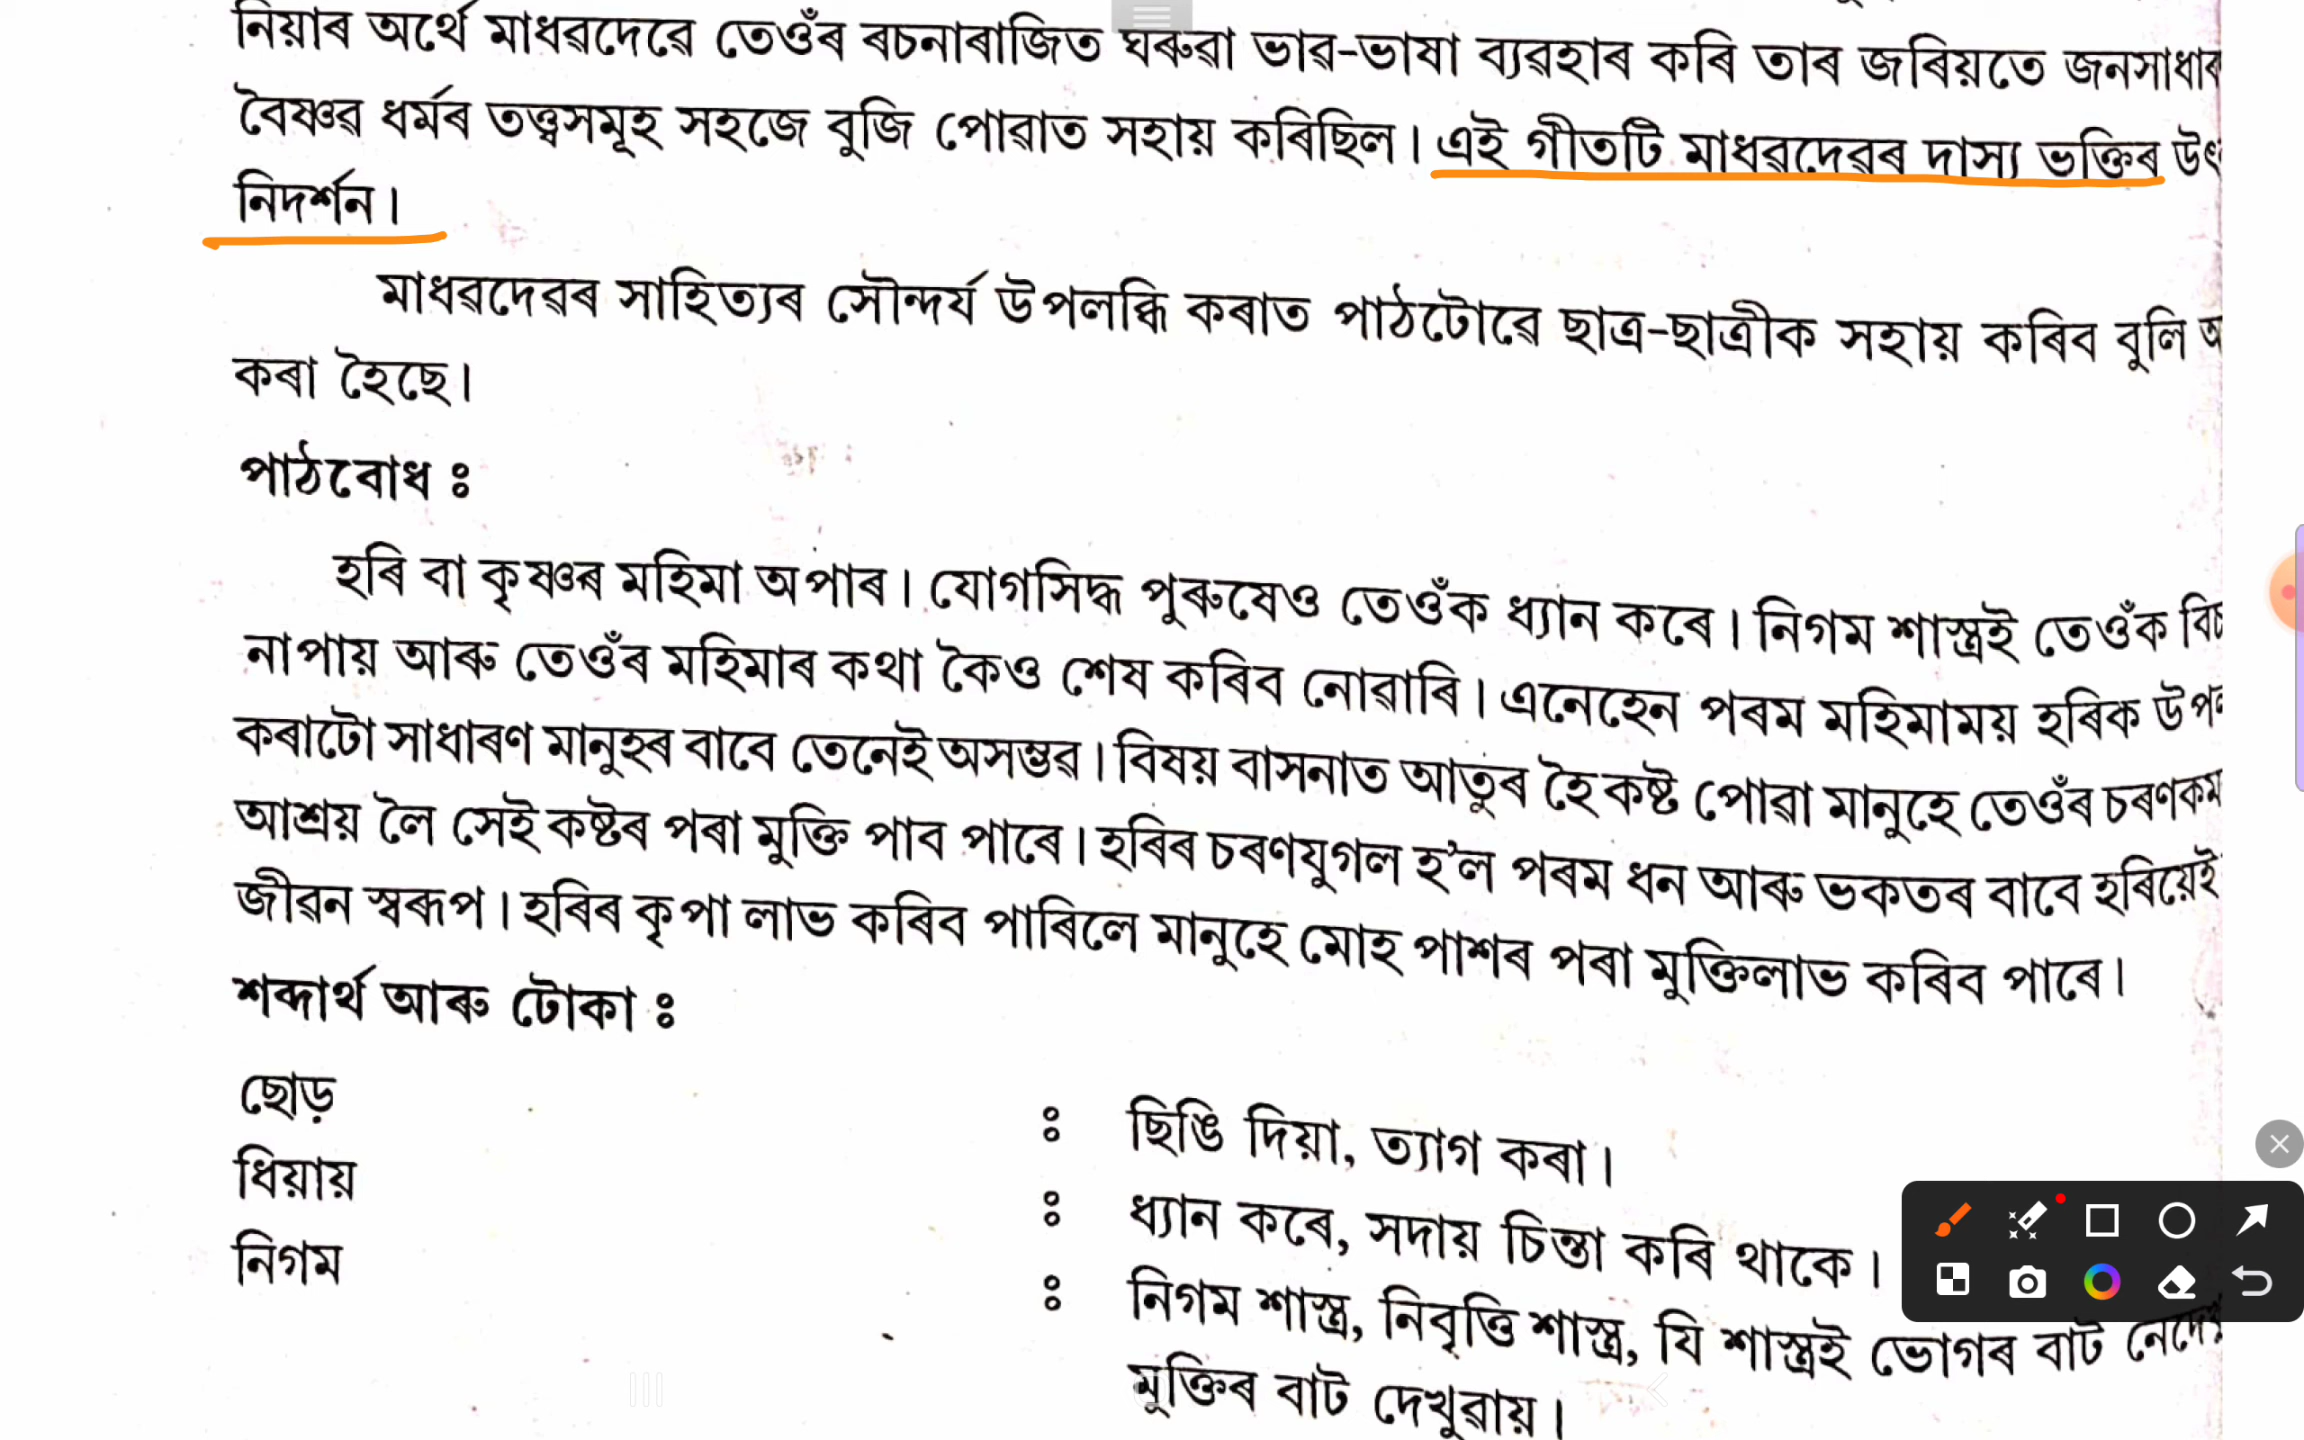 নিয়াৰ অৰ্থে মাধৱদেৱে তেওঁৰ ৰচনাৰাজিত ঘৰুৱা ভাৱ-ভাষা ব্যৱহাৰ কৰি তাৰ জৰিয়তে জনসাধাৰ
বৈষ্ণৱ ধৰ্মৰ তত্ত্বসমূহ সহজে বুজি পোৱাত সহায় কৰিছিল। এই গীতটি মাধৱদেৱৰ দাস্য ভক্তিৰ
নিদৰ্শন।
মাধৱদেৱৰ সাহিত্যৰ সৌন্দৰ্য উপলব্ধি কৰাত পাঠটোৱে ছাত্ৰ-ছাত্ৰীক সহায় কৰিব বুলি
কৰা হৈছে।
পাঠবোধ ঃ
হৰি বা কৃষ্ণৰ মহিমা অপাৰ। যোগসিদ্ধ পুৰুষেও তেওঁক ধ্যান কৰে। নিগম শাস্ত্ৰই তেওঁক
নাপায় আৰু তেওঁৰ মহিমাৰ কথা কৈও শেষ কৰিব নোৱাৰি। এনেহেন পৰম মহিমাময় হৰিক
কৰাটো সাধাৰণ মানুহৰ বাবে তেনেই অসম্ভৱ। বিষয় বাসনাত আতুৰ হৈ কষ্ট পোৱা মানুহে তেওঁৰ চৰণকম
আশ্ৰয় লৈ সেই কষ্টৰ পৰা মুক্তি পাব পাৰে। হৰিৰ চৰণযুগল হ'ল পৰম ধন আৰু ভকতৰ বাবে হৰিয়েই
জীৱন স্বৰূপ। হৰিৰ কৃপা লাভ কৰিব পাৰিলে মানুহে মোহ পাশৰ পৰা মুক্তিলাভ কৰিব পাৰে।
শব্দাৰ্থ আৰু টোকা ঃ
ছোড় ঃ ছিঙি দিয়া, ত্যাগ কৰা।
ধিয়ায় ঃ ধ্যান কৰে, সদায় চিন্তা কৰি থাকে।
নিগম ঃ নিগম শাস্ত্ৰ, নিবৃত্তি শাস্ত্ৰ, যি শাস্ত্ৰই ভোগৰ বাট
মুক্তিৰ বাট দেখুৱায়।